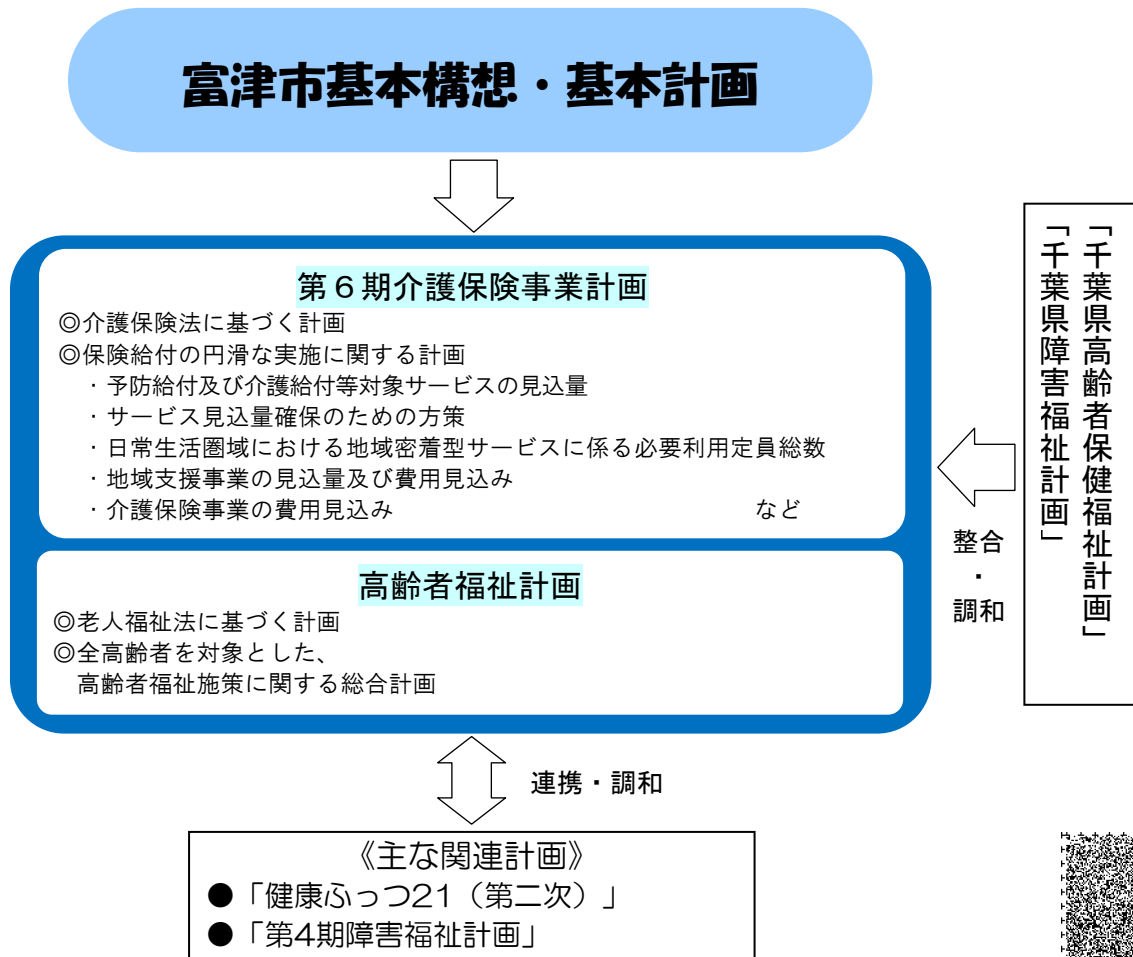 富津市基本構想・基本計画
第６期介護保険事業計画
◎介護保険法に基づく計画
◎保険給付の円滑な実施に関する計画
・予防給付及び介護給付等対象サービスの見込量
・サービス見込量確保のための方策
・日常生活圏域における地域密着型サービスに係る必要利用定員総数
・地域支援事業の見込量及び費用見込み
・介護保険事業の費用見込み　など
高齢者福祉計画
◎老人福祉法に基づく計画
◎全高齢者を対象とした、
高齢者福祉施策に関する総合計画
「千葉県高齢者保健福祉計画」
「千葉県障害福祉計画」
整合
・
調和
連携・調和
《主な関連計画》
●「健康ふっつ21（第二次）」
●「第4期障害福祉計画」